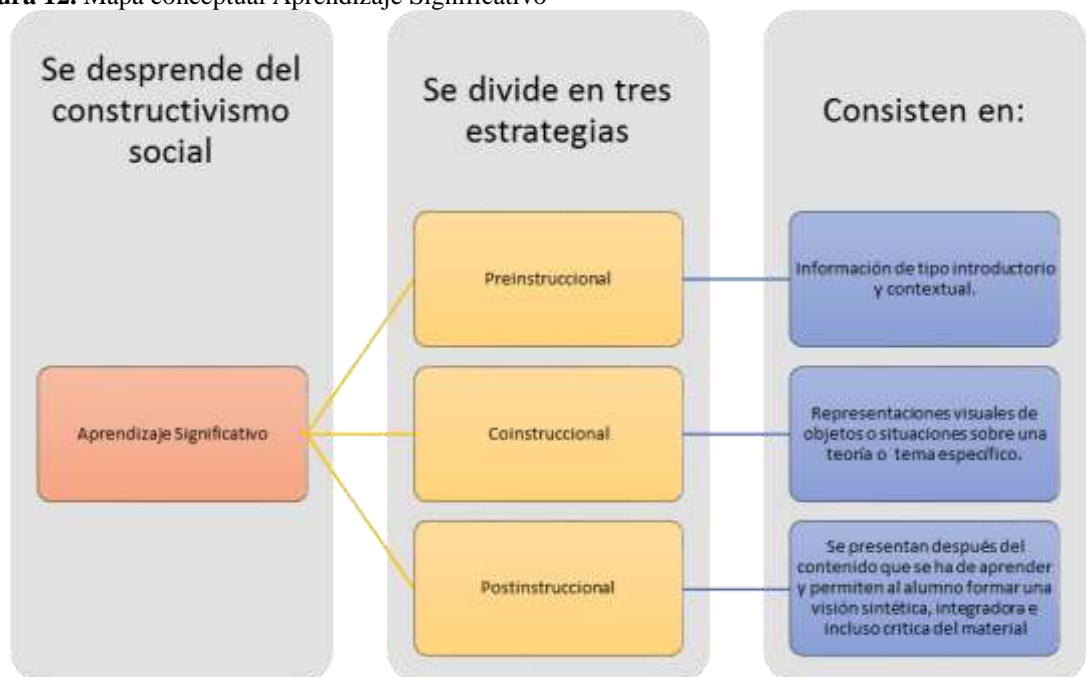 ura 12. Mapa conceptual Aprendizaje Significativo
Se desprende del
constructivismo
social
Se divide en tres
estrategias
Consisten en:
Aprendizaje Significativo
Preinstruccional
Coinstruccional
Postinstruccional
Información de tipo introductorio
y contextual.
Representaciones visuales de
objetos o situaciones sobre una
teoría o tema específico.
Se presentan después del
contenido que se ha de aprender
y permiten al alumno formar una
visión sintética, integradora e
incluso critica del material